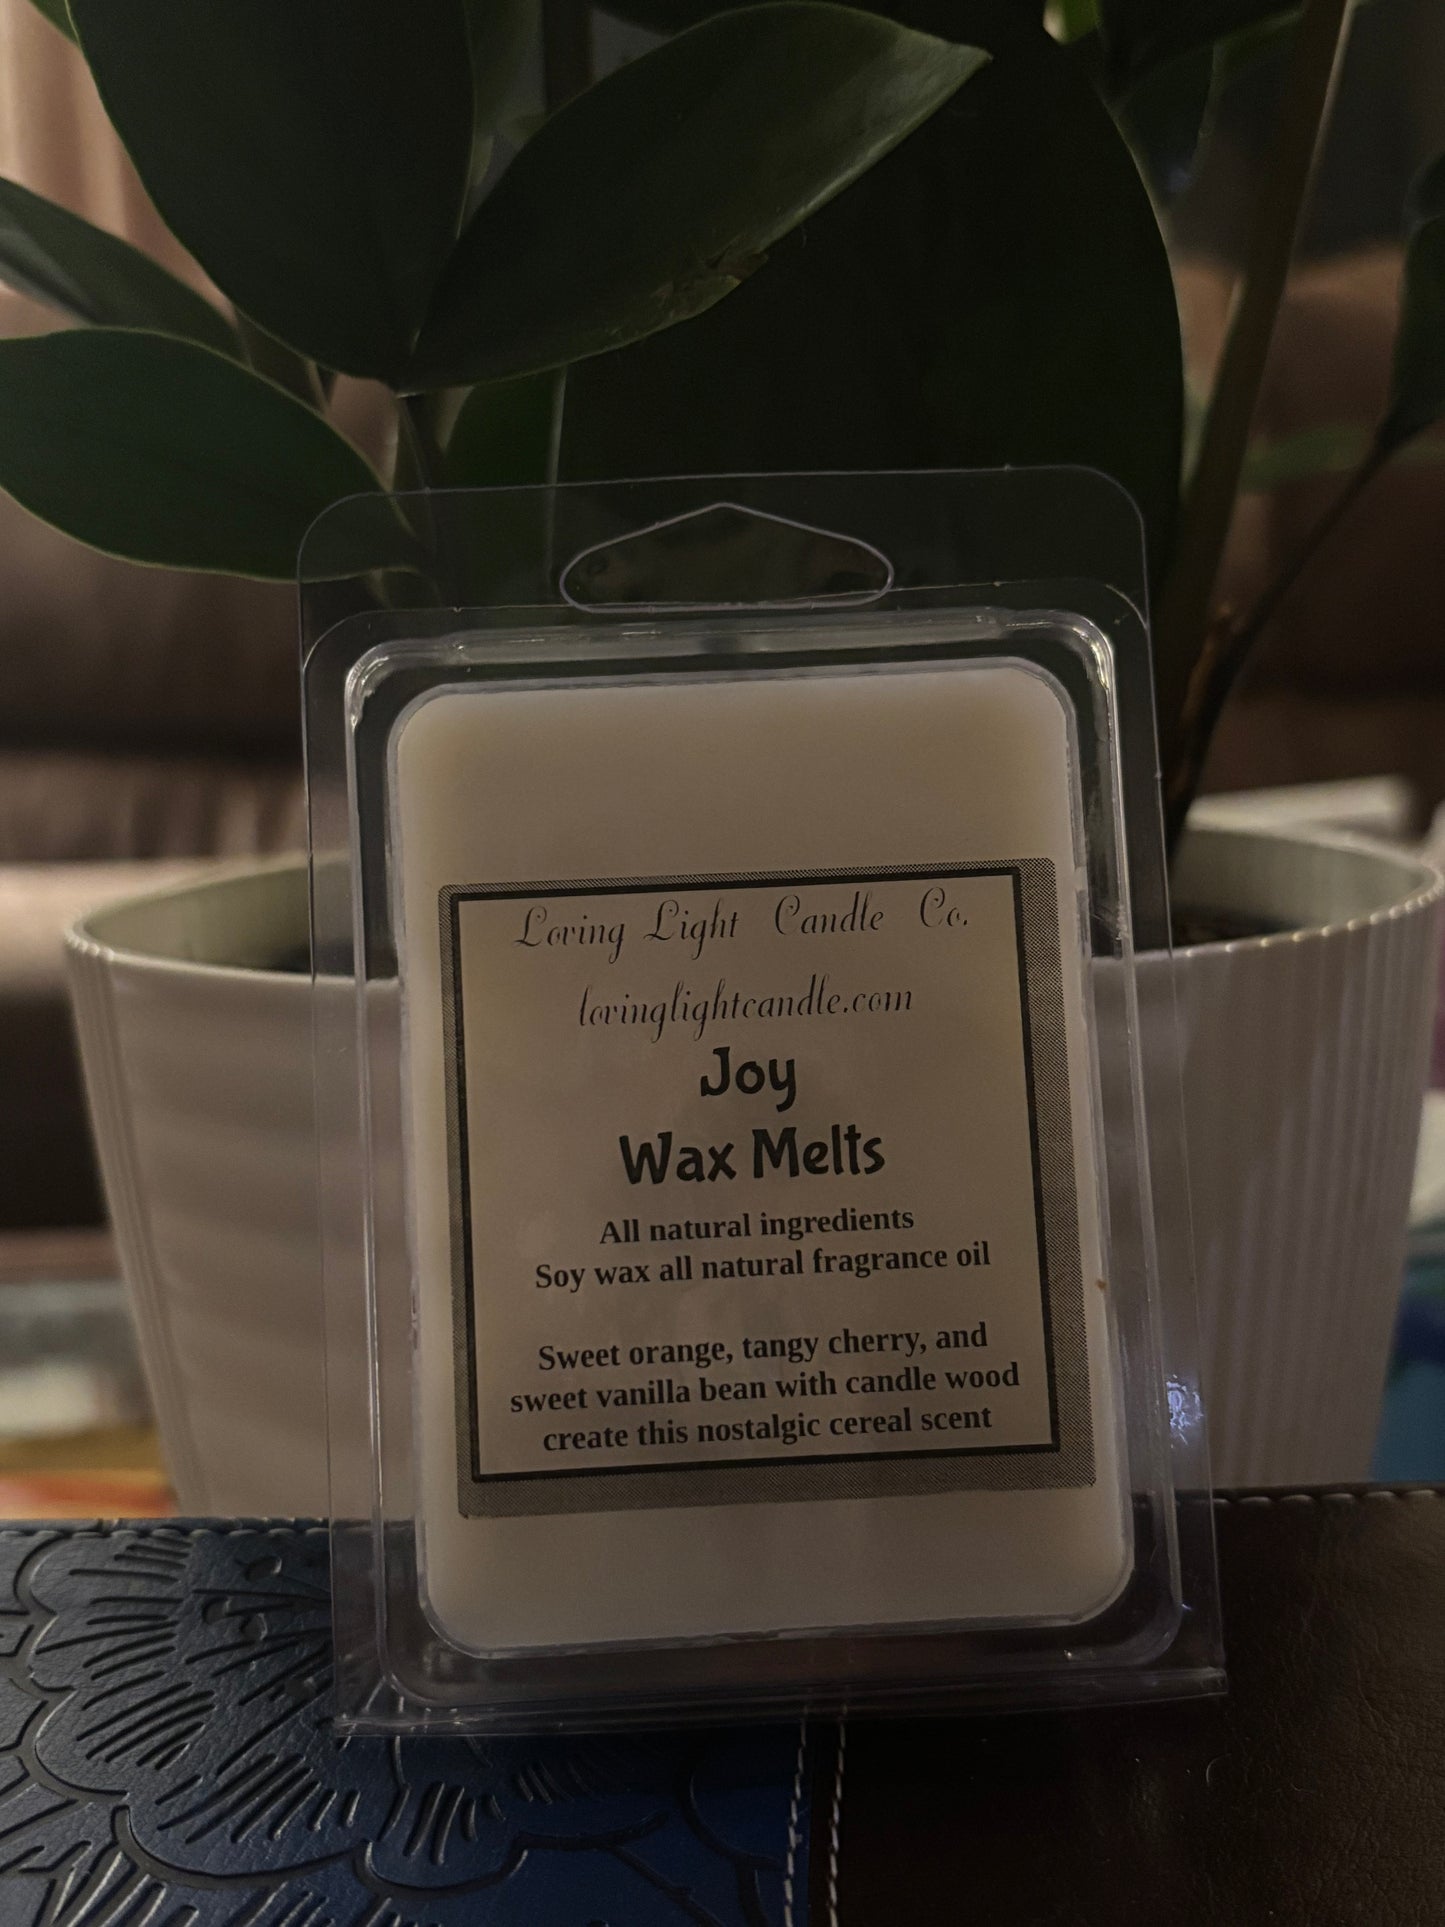 Loving Light Candle Co.
lovinglightcandle.com
Joy
Wax Melts
All natural ingredients
Soy wax all natural fragrance oil
Sweet orange, tangy cherry, and
sweet vanilla bean with candle wood
create this nostalgic cereal scent